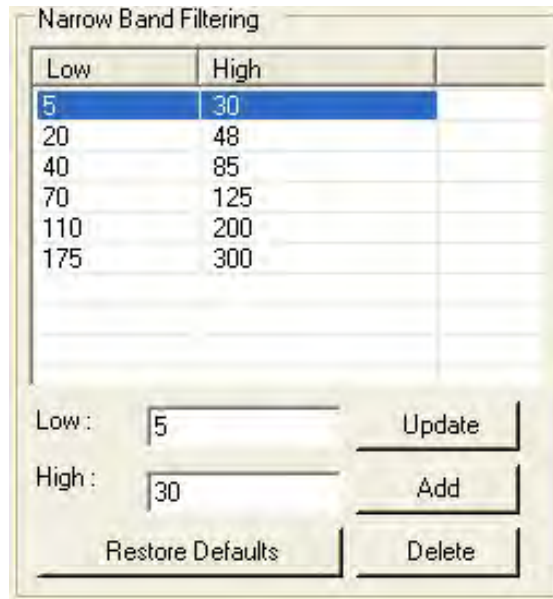 Narrow Band Filtering
Low High
5 30
20 48
40 85
70 125
110 200
175 300
Low : 5 Update
High : 30 Add
Restore Defaults Delete